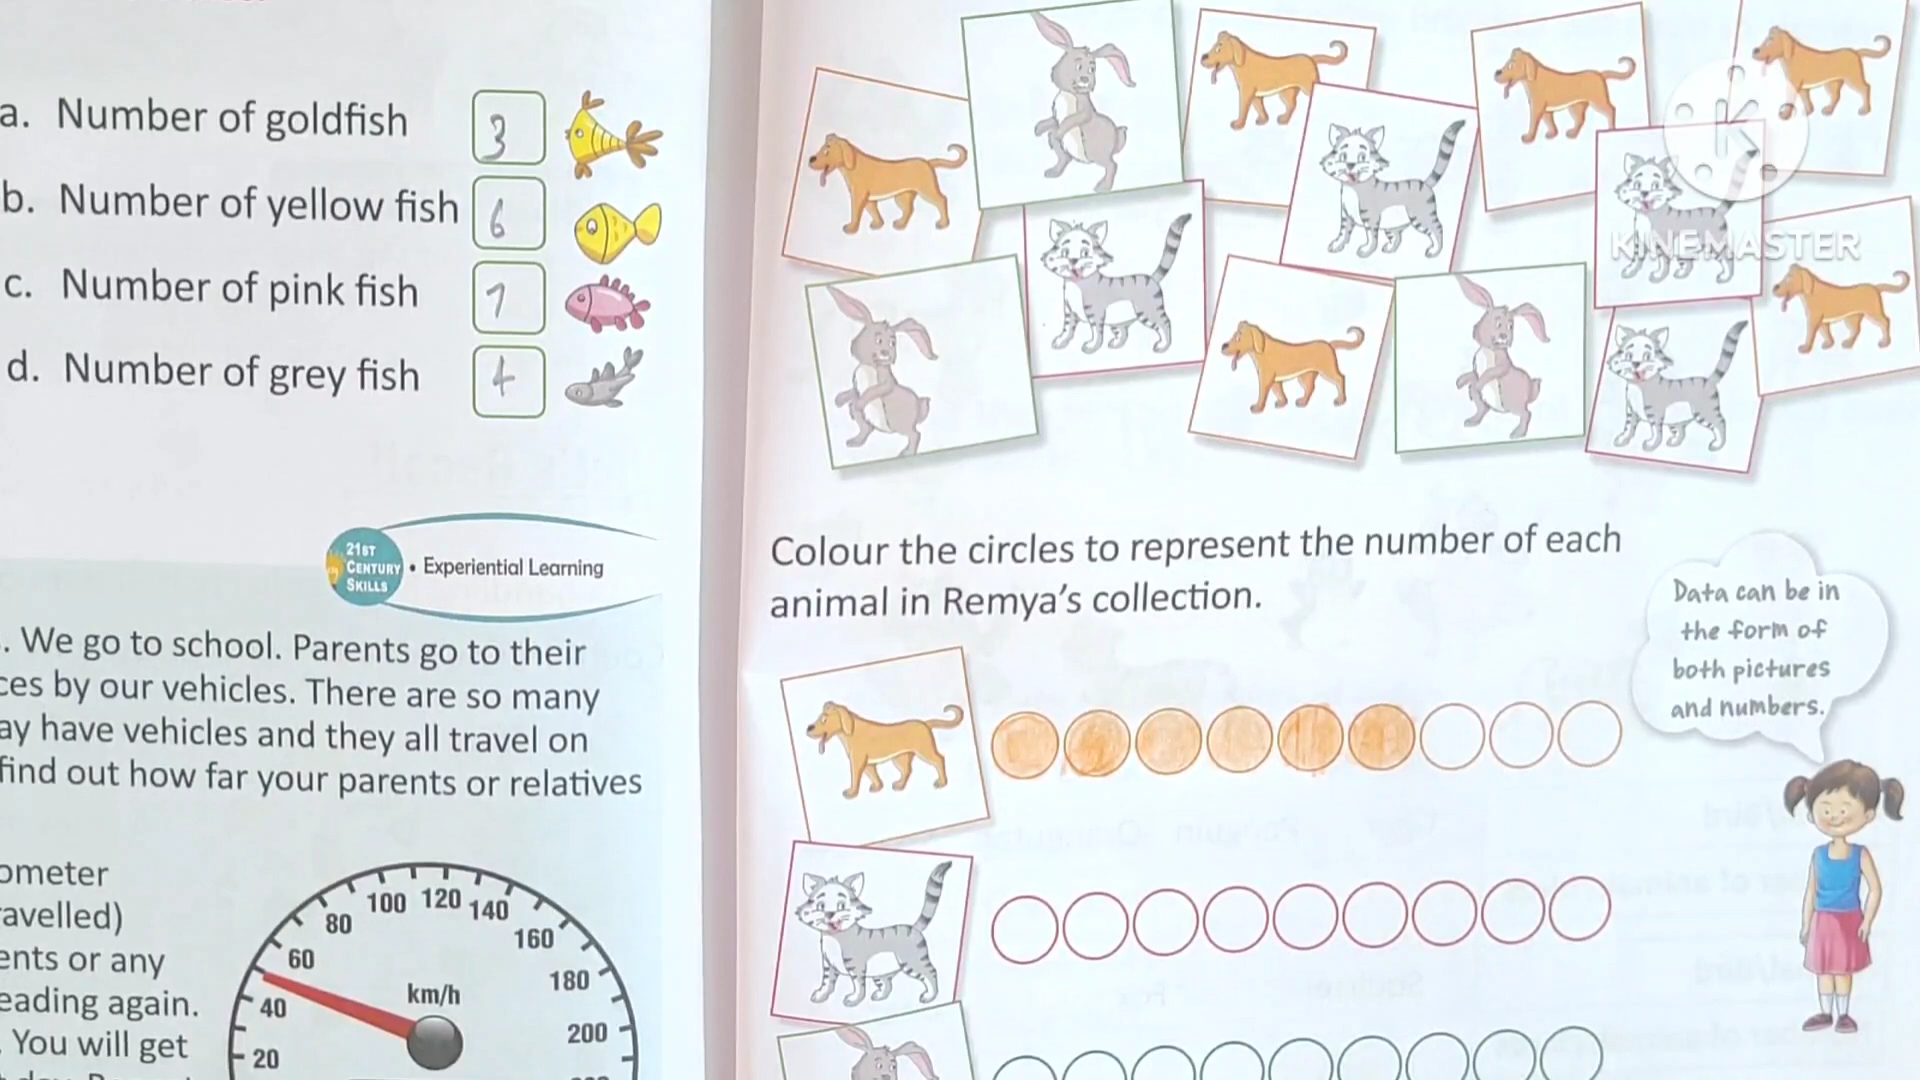 a. Number of goldfish 3
b. Number of yellow fish 6
c. Number of pink fish 7
d. Number of grey fish 4
21ST CENTURY SKILLS
• Experiential Learning
. We go to school. Parents go to their
ces by our vehicles. There are so many
ay have vehicles and they all travel on
find out how far your parents or relatives
ometer
ravelled)
ents or any
eading again.
. You will get
20 40 60 80 100 120 140 160 180 200
km/h
K
KINEMASTER
Colour the circles to represent the number of each
animal in Remya's collection.
Data can be in
the form of
both pictures
and numbers.